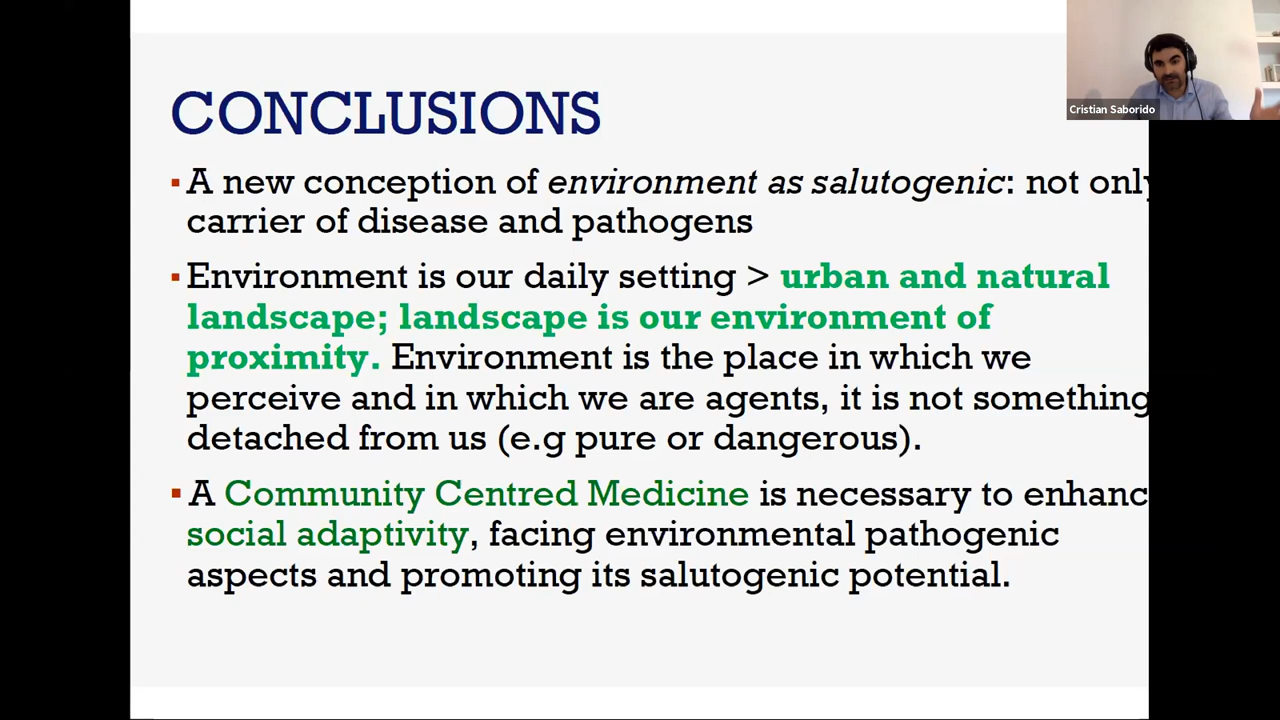 CONCLUSIONS
Cristian Saborido
▪A new conception of environment as salutogenic: not only
carrier of disease and pathogens
▪Environment is our daily setting > urban and natural
landscape; landscape is our environment of
proximity. Environment is the place in which we
perceive and in which we are agents, it is not something
detached from us (e.g pure or dangerous).
▪A Community Centred Medicine is necessary to enhanc
social adaptivity, facing environmental pathogenic
aspects and promoting its salutogenic potential.